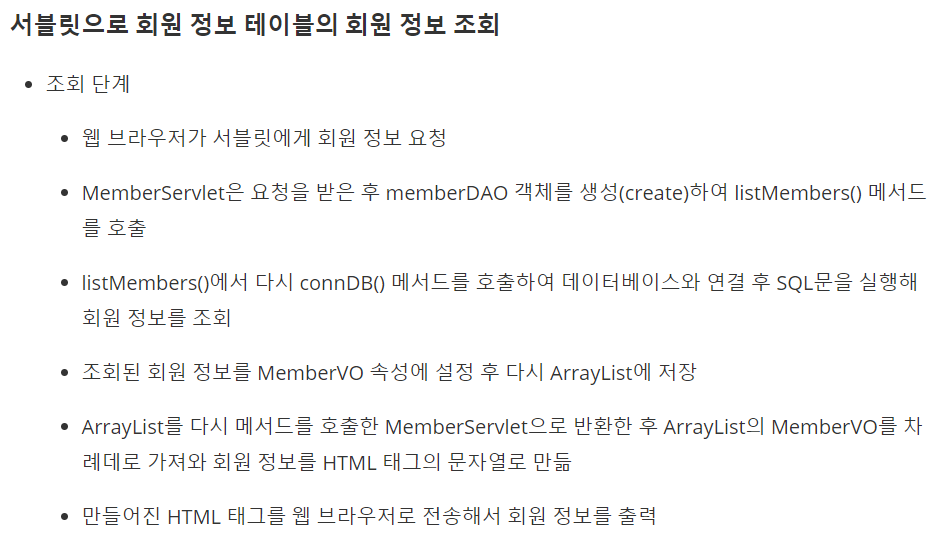 서블릿으로 회원 정보 테이블의 회원 정보 조회
• 조회 단계
• 웹 브라우저가 서블릿에게 회원 정보 요청
• MemberServlet은 요청을 받은 후 memberDAO 객체를 생성(create)하여 listMembers() 메서드
를 호출
• listMembers()에서 다시 connDB() 메서드를 호출하여 데이터베이스와 연결 후 SQL문을 실행해
회원 정보를 조회
• 조회된 회원 정보를 MemberVO 속성에 설정 후 다시 ArrayList에 저장
• ArrayList를 다시 메서드를 호출한 MemberServlet으로 반환한 후 ArrayList의 MemberVO를 차
례데로 가져와 회원 정보를 HTML 태그의 문자열로 만듦
• 만들어진 HTML 태그를 웹 브라우저로 전송해서 회원 정보를 출력